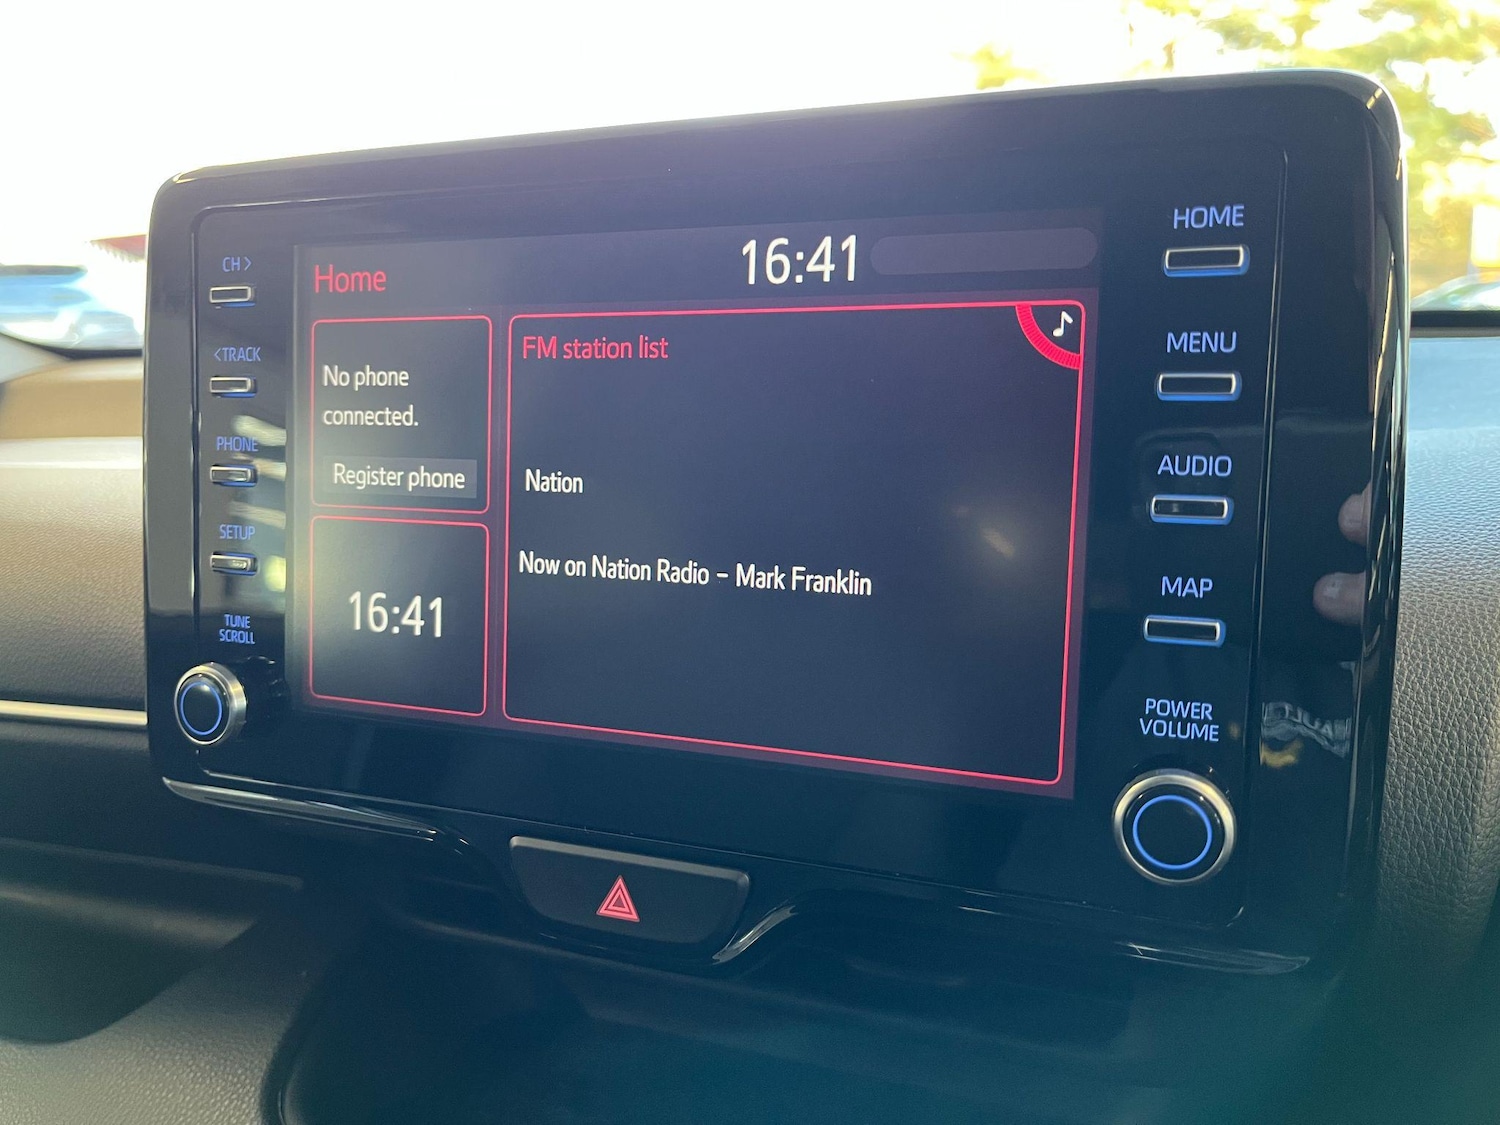 CH>
<TRACK
PHONE
SETUP
TUNE
SCROLL
Home
16:41
No phone
connected.
Register phone
16:41
FM station list
Nation
Now on Nation Radio – Mark Franklin
HOME
MENU
AUDIO
MAP
POWER
VOLUME